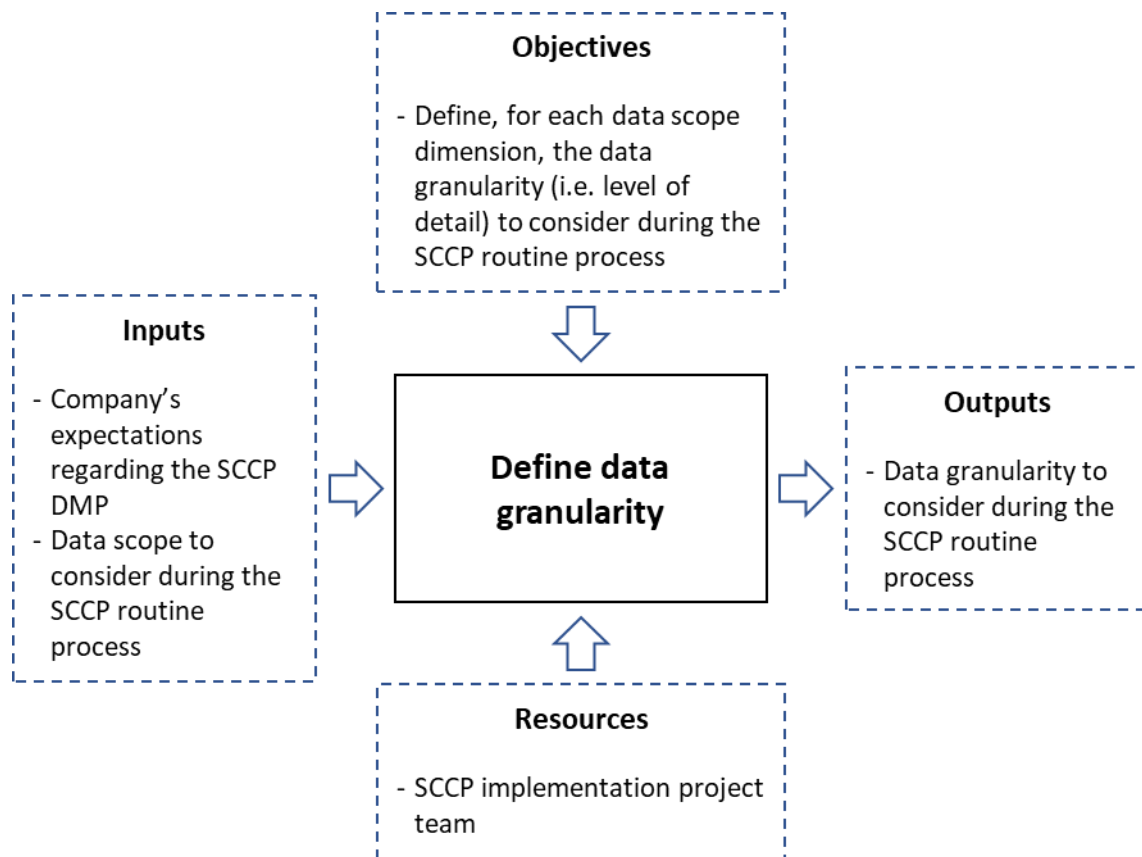 Objectives
- Define, for each data scope
dimension, the data
granularity (i.e. level of
detail) to consider during the
SCCP routine process
Inputs
- Company’s
expectations
regarding the SCCP
DMP
- Data scope to
consider during the
SCCP routine
process
Define data
granularity
Outputs
- Data granularity to
consider during the
SCCP routine
process
Resources
- SCCP implementation project
team